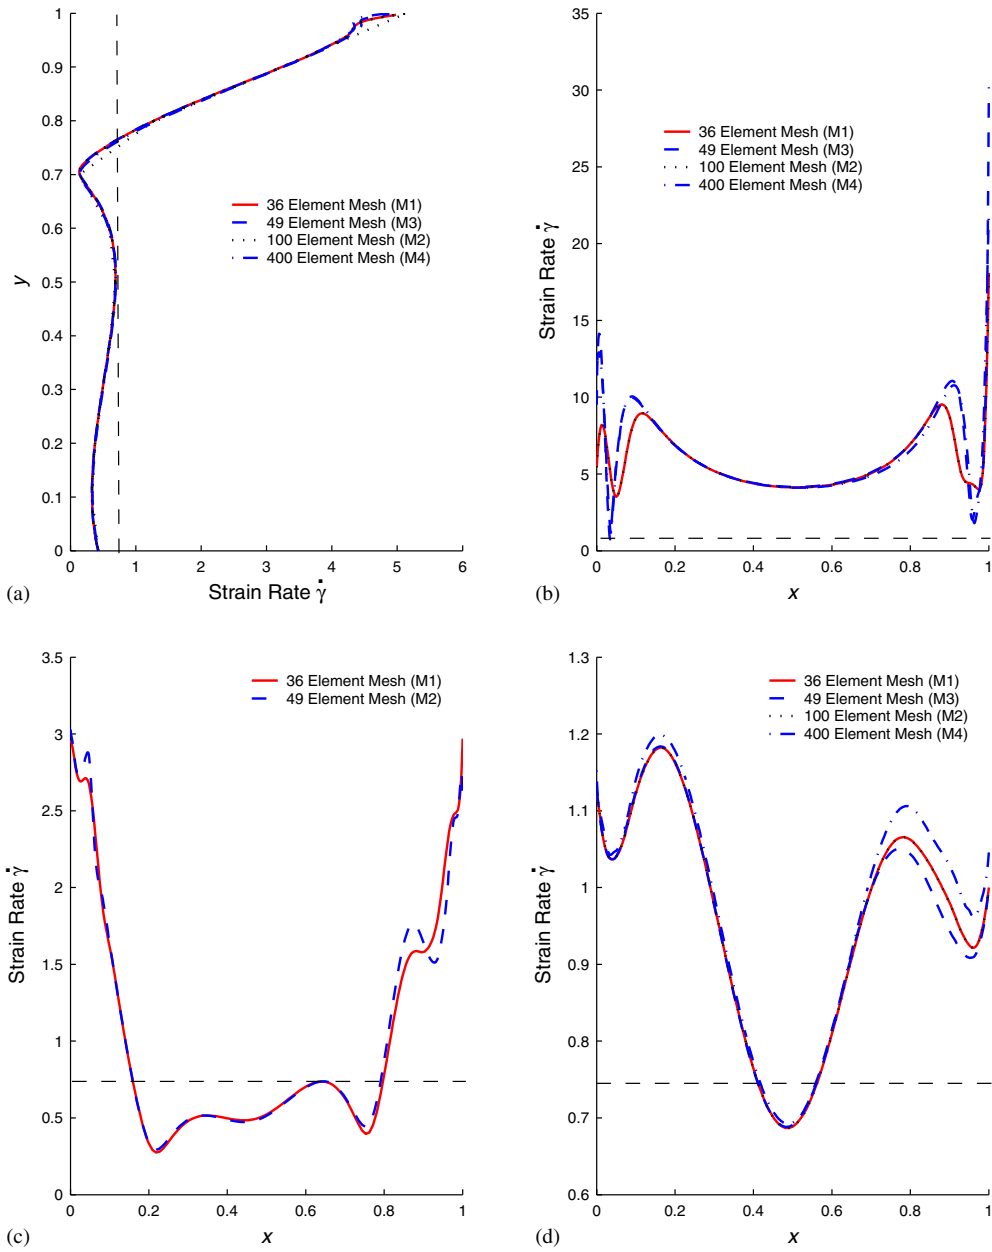 1
0.9
0.8
0.7
0.6
0.5
0.4
0.3
0.2
0.1
0
y
36 Element Mesh (M1)
49 Element Mesh (M3)
100 Element Mesh (M2)
400 Element Mesh (M4)
0 1 2 3 4 5 6
(a) Strain Rate γ̇
35
30
25
20
15
10
5
0
Strain Rate γ̇
36 Element Mesh (M1)
49 Element Mesh (M3)
100 Element Mesh (M2)
400 Element Mesh (M4)
0 0.2 0.4 0.6 0.8 1
(b) x
3.5
3
2.5
2
1.5
1
0.5
0
Strain Rate γ̇
36 Element Mesh (M1)
49 Element Mesh (M2)
0 0.2 0.4 0.6 0.8 1
(c) x
1.3
1.2
1.1
1
0.9
0.8
0.7
0.6
Strain Rate γ̇
36 Element Mesh (M1)
49 Element Mesh (M3)
100 Element Mesh (M2)
400 Element Mesh (M4)
0 0.2 0.4 0.6 0.8 1
(d) x